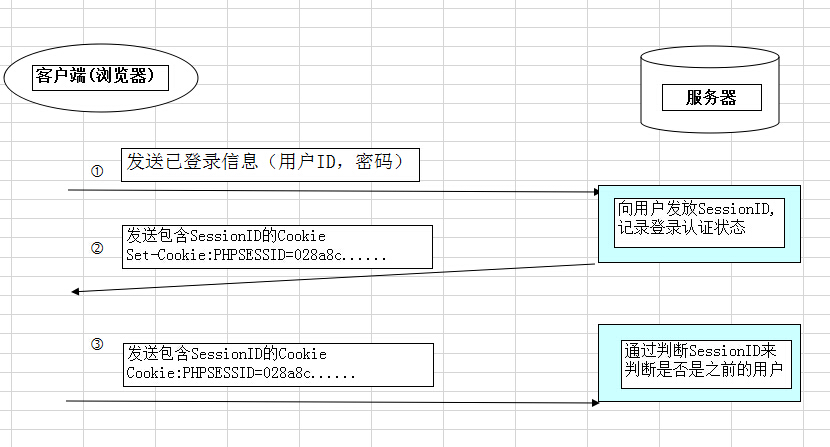 客户端(浏览器)
服务器
① 发送已登录信息（用户ID，密码）
向用户发放SessionID,
记录登录认证状态
② 发送包含SessionID的Cookie
Set-Cookie:PHPSESSID=028a8c......
③ 发送包含SessionID的Cookie
Cookie:PHPSESSID=028a8c......
通过判断SessionID来
判断是否是之前的用户